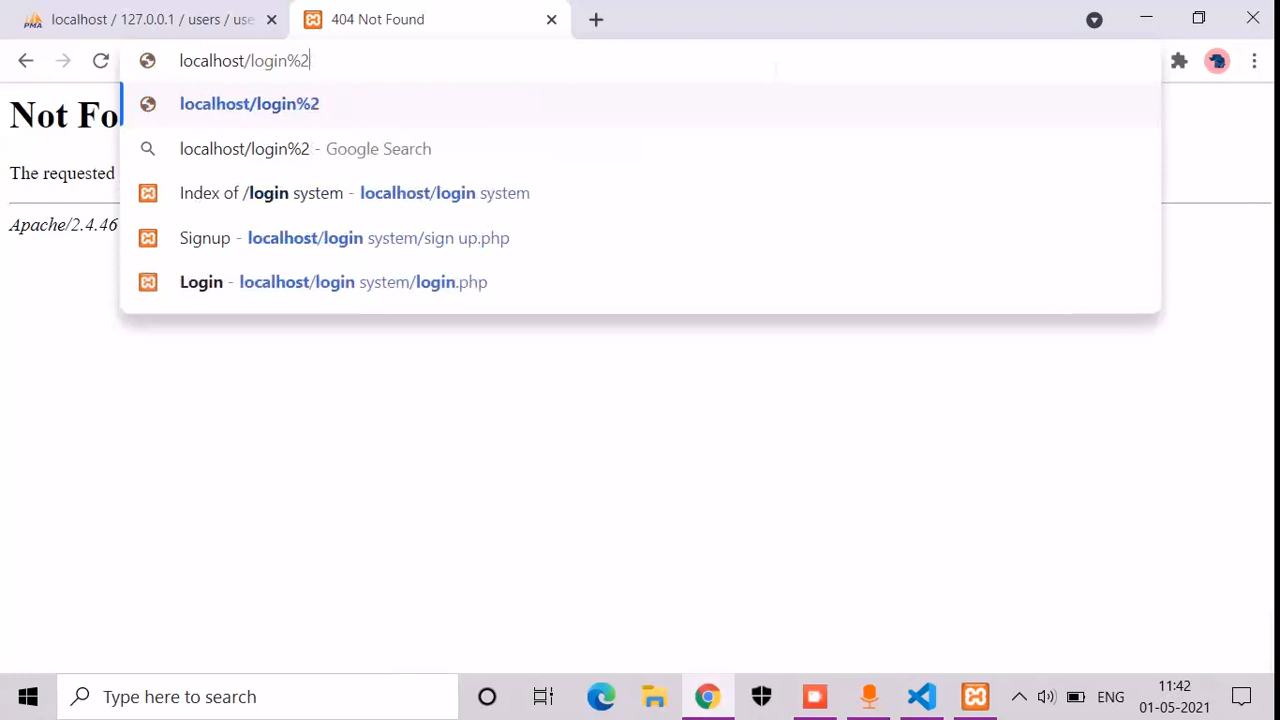 PMA localhost / 127.0.0.1 / users / use
404 Not Found
localhost/login%2
localhost/login%2
localhost/login%2 - Google Search
Index of /login system - localhost/login system
Signup - localhost/login system/sign up.php
Login - localhost/login system/login.php
Not Fo
The requested
Apache/2.4.46
Type here to search
ENG
11:42
01-05-2021